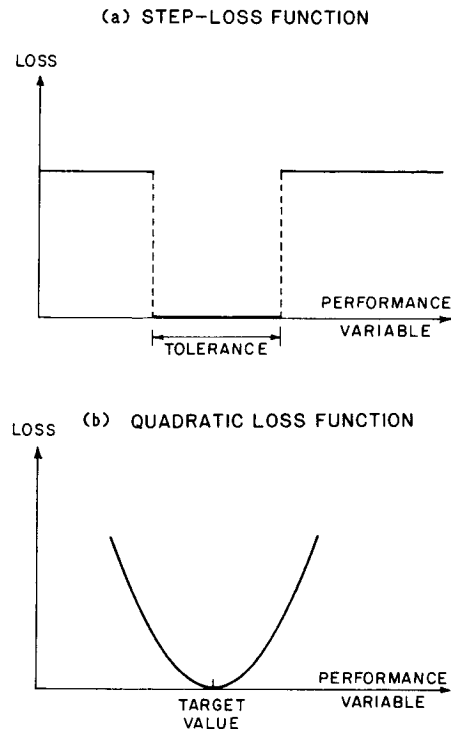 (a) STEP-LOSS FUNCTION
LOSS
PERFORMANCE
VARIABLE
TOLERANCE
(b) QUADRATIC LOSS FUNCTION
LOSS
PERFORMANCE
VARIABLE
TARGET
VALUE